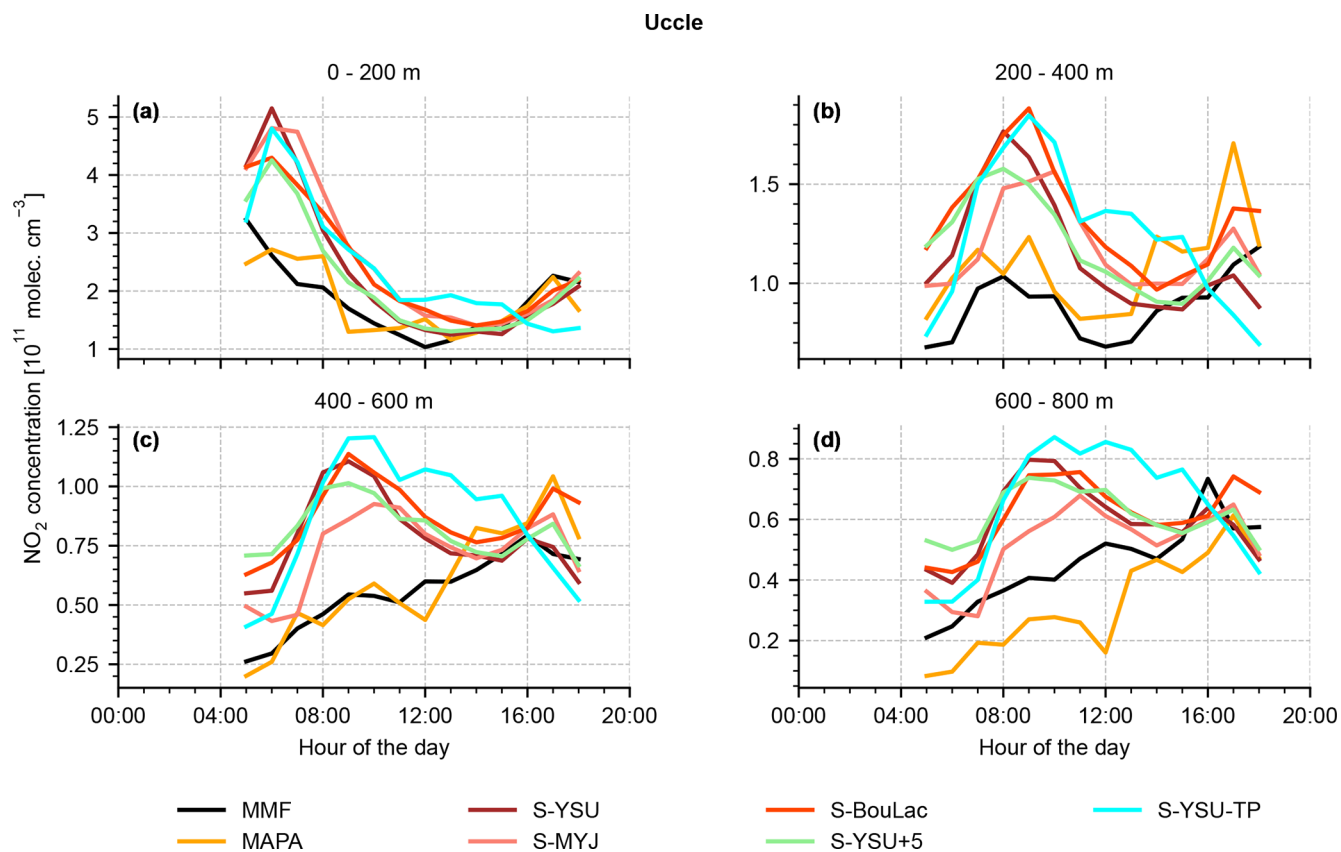 Uccle
0 - 200 m
200 - 400 m
(a)
(b)
5
4
3
2
1
1.5
1.0
NO₂ concentration [10¹¹ molec. cm⁻³]
400 - 600 m
600 - 800 m
(c)
(d)
1.25
1.00
0.75
0.50
0.25
0.8
0.6
0.4
0.2
00:00 04:00 08:00 12:00 16:00 20:00
00:00 04:00 08:00 12:00 16:00 20:00
Hour of the day
Hour of the day
MMF S-YSU S-BouLac S-YSU-TP
MAPA S-MYJ S-YSU+5